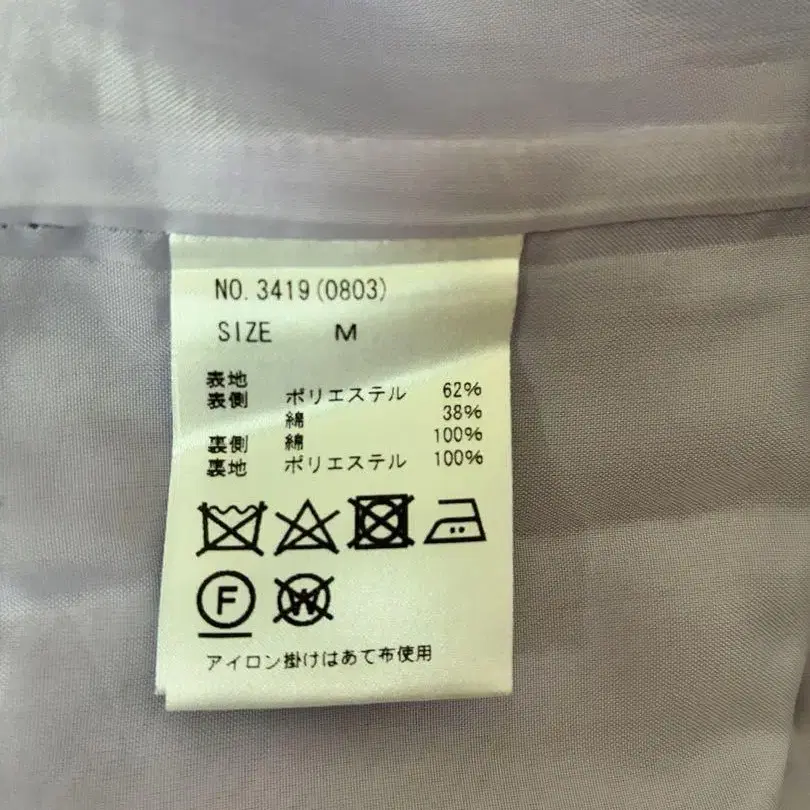 NO. 3419(0803)
SIZE M
表地
表側 ポリエステル 62%
綿 38%
裏側 綿 100%
裏地 ポリエステル 100%
F W
アイロン掛けはあて布使用